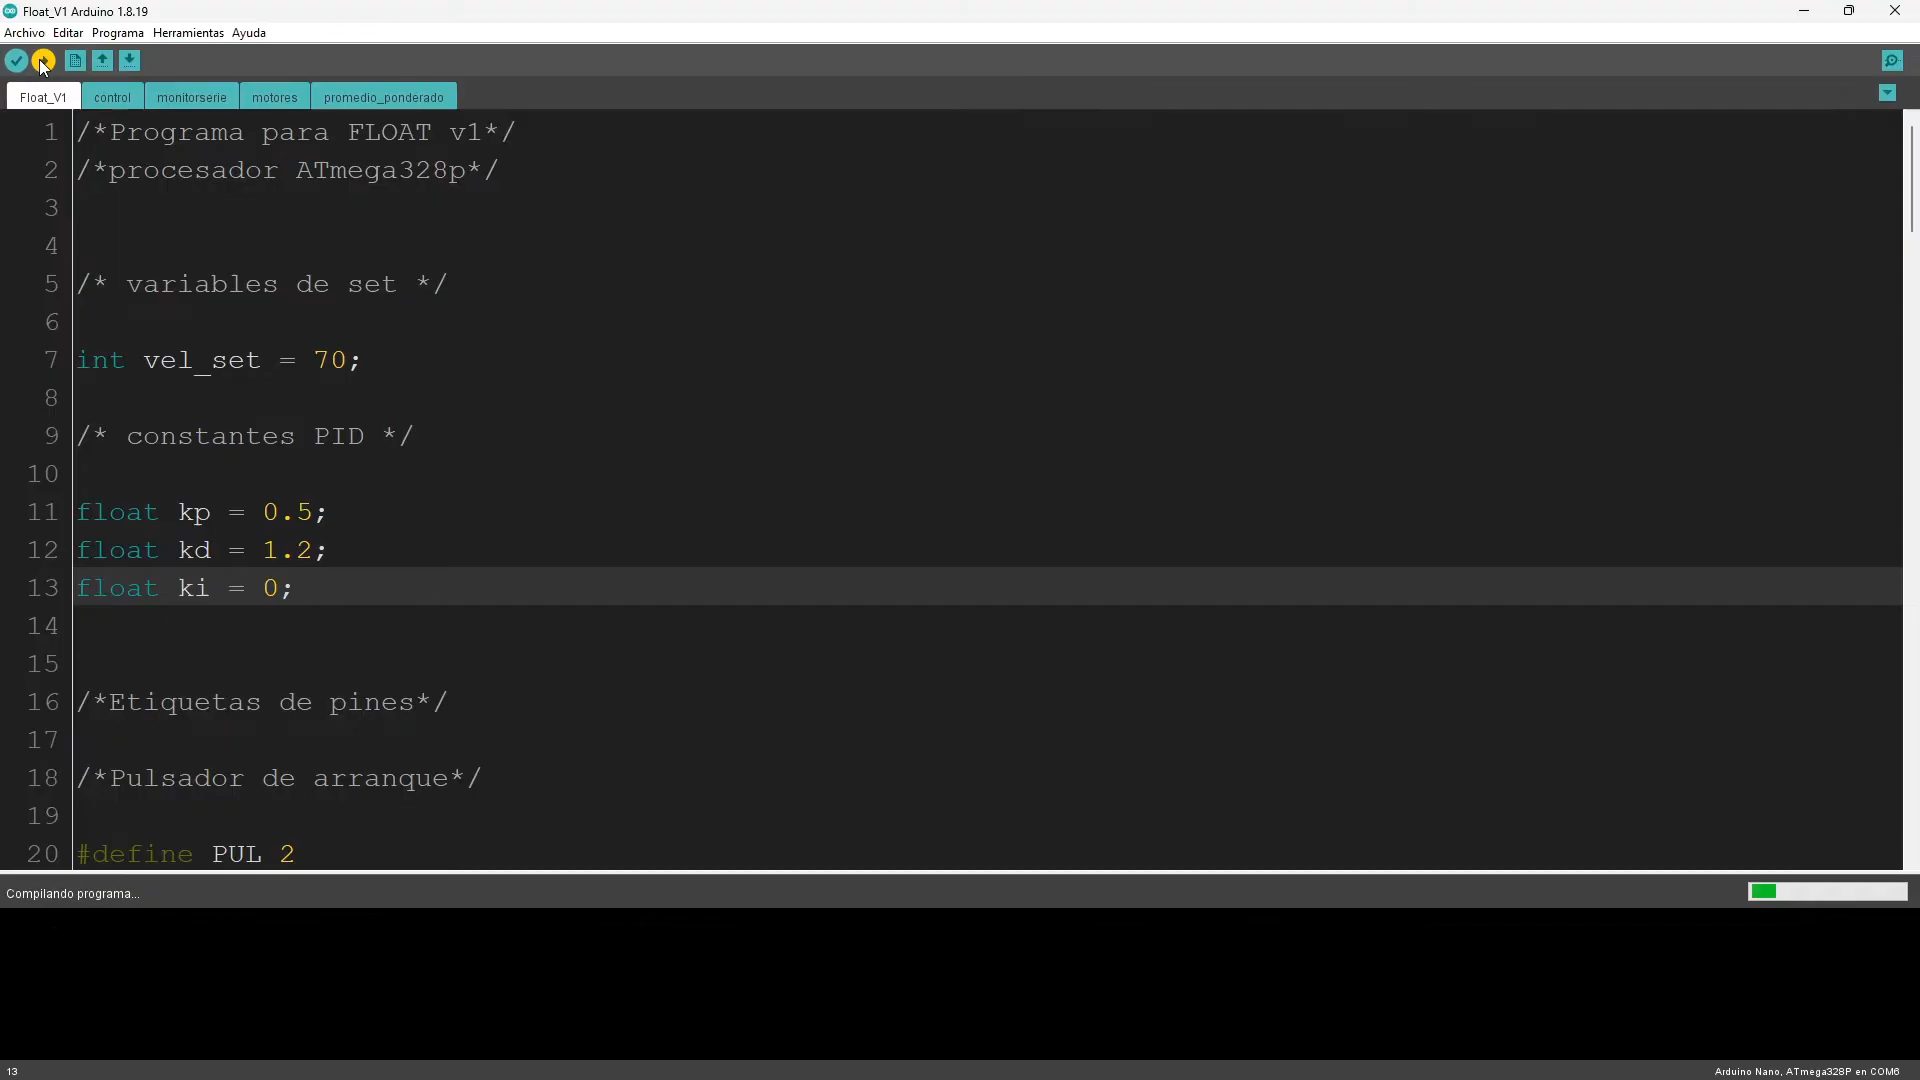 Float_V1 Arduino 1.8.19
Archivo Editar Programa Herramientas Ayuda
Float_V1 control monitorserie motores promedio_ponderado
1 /*Programa para FLOAT v1*/
2 /*procesador ATmega328p*/
3
4
5 /* variables de set */
6
7 int vel_set = 70;
8
9 /* constantes PID */
10
11 float kp = 0.5;
12 float kd = 1.2;
13 float ki = 0;
14
15
16 /*Etiquetas de pines*/
17
18 /*Pulsador de arranque*/
19
20 #define PUL 2
Compilando programa...
13 Arduino Nano, ATmega328P en COM6